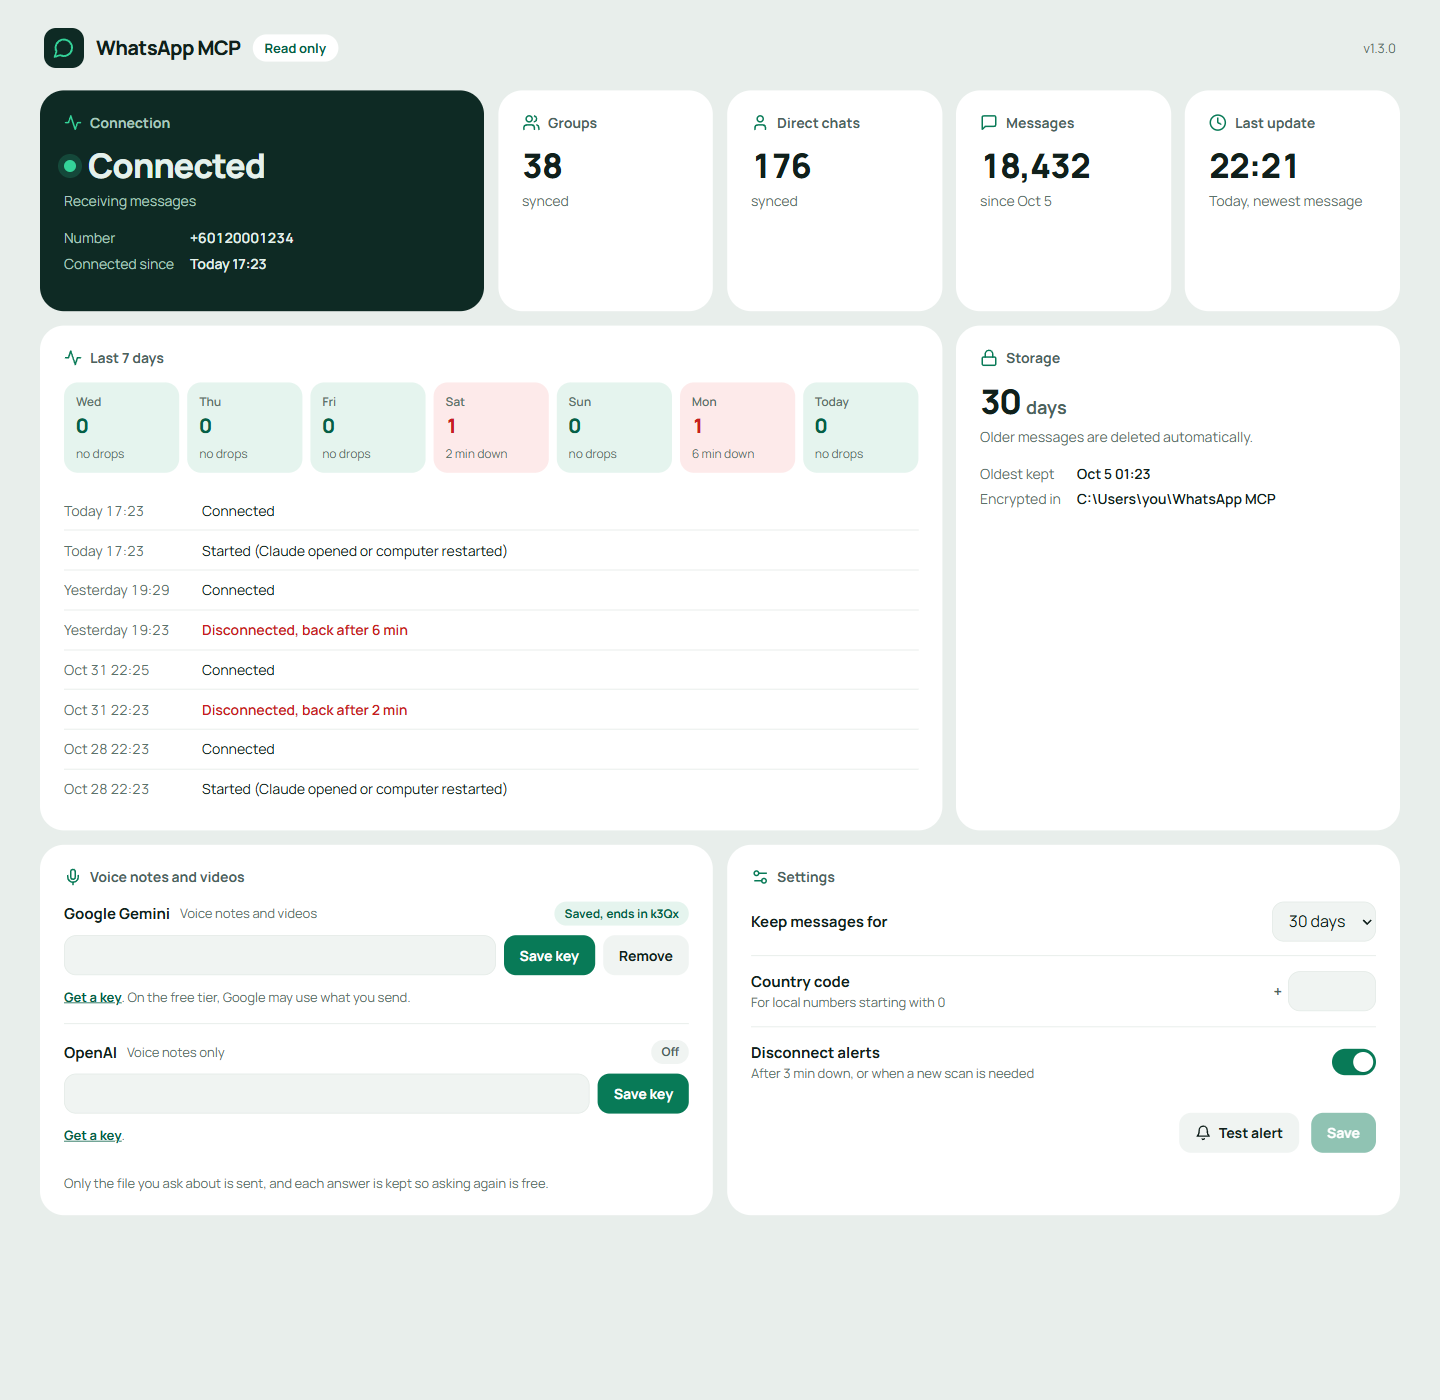 WhatsApp MCP
Read only
v1.3.0
Connection
Connected
Receiving messages
Number +60120001234
Connected since Today 17:23
Groups
38
synced
Direct chats
176
synced
Messages
18,432
since Oct 5
Last update
22:21
Today, newest message
Last 7 days
Wed
0
no drops
Thu
0
no drops
Fri
0
no drops
Sat
1
2 min down
Sun
0
no drops
Mon
1
6 min down
Today
0
no drops
Today 17:23 Connected
Today 17:23 Started (Claude opened or computer restarted)
Yesterday 19:29 Connected
Yesterday 19:23 Disconnected, back after 6 min
Oct 31 22:25 Connected
Oct 31 22:23 Disconnected, back after 2 min
Oct 28 22:23 Connected
Oct 28 22:23 Started (Claude opened or computer restarted)
Storage
30 days
Older messages are deleted automatically.
Oldest kept Oct 5 01:23
Encrypted in C:\Users\you\WhatsApp MCP
Voice notes and videos
Google Gemini Voice notes and videos Saved, ends in k3Qx
Save key Remove
Get a key. On the free tier, Google may use what you send.
OpenAI Voice notes only Off
Save key
Get a key.
Only the file you ask about is sent, and each answer is kept so asking again is free.
Settings
Keep messages for 30 days
Country code
For local numbers starting with 0
+
Disconnect alerts
After 3 min down, or when a new scan is needed
Test alert Save